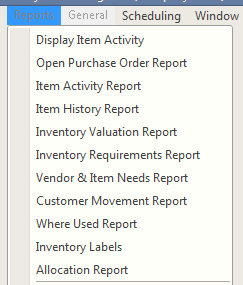 Reports General Scheduling Window
Display Item Activity
Open Purchase Order Report
Item Activity Report
Item History Report
Inventory Valuation Report
Inventory Requirements Report
Vendor & Item Needs Report
Customer Movement Report
Where Used Report
Inventory Labels
Allocation Report